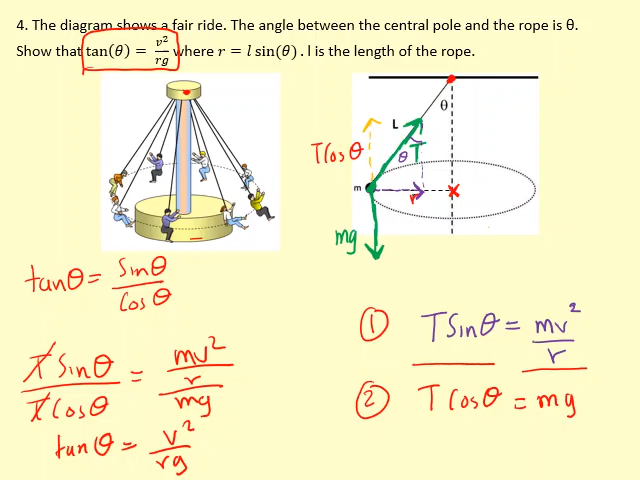 4. The diagram shows a fair ride. The angle between the central pole and the rope is θ.
Show that tan(θ) = v²/rg where r = l sin(θ). l is the length of the rope.
θ
L
T
Tcosθ
θ
m
r
mg
tanθ = Sinθ/Cosθ
① TSinθ = mv²/r
TSinθ/TCosθ = mv²/r/mg
② TCosθ = mg
tanθ = v²/rg